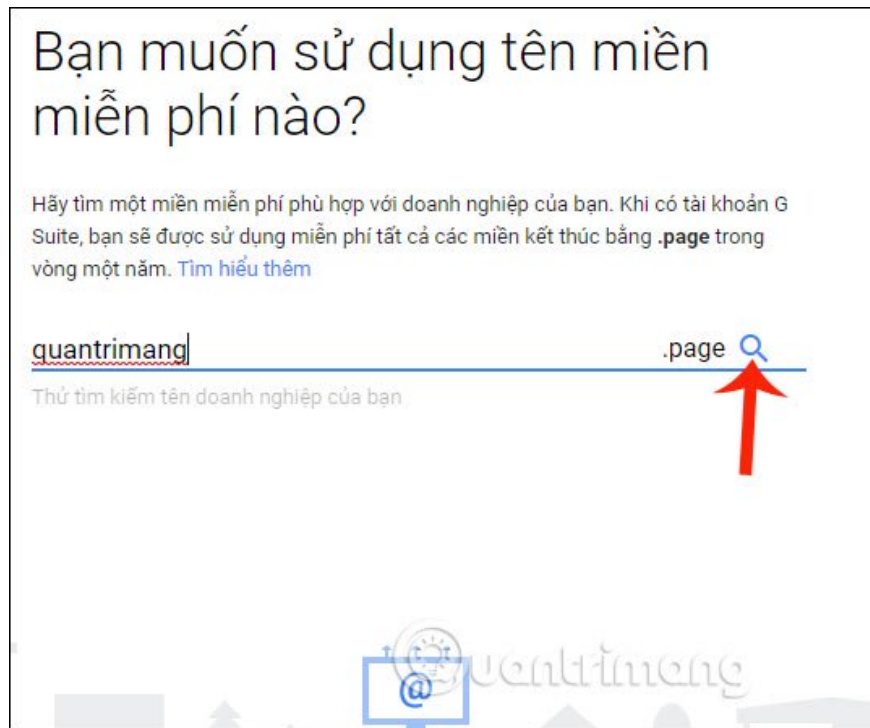 Bạn muốn sử dụng tên miền
miễn phí nào?
Hãy tìm một miền miễn phí phù hợp với doanh nghiệp của bạn. Khi có tài khoản G
Suite, bạn sẽ được sử dụng miễn phí tất cả các miền kết thúc bằng .page trong
vòng một năm. Tìm hiểu thêm
quantrimang .page
Thử tìm kiếm tên doanh nghiệp của bạn
@
Quantrimang